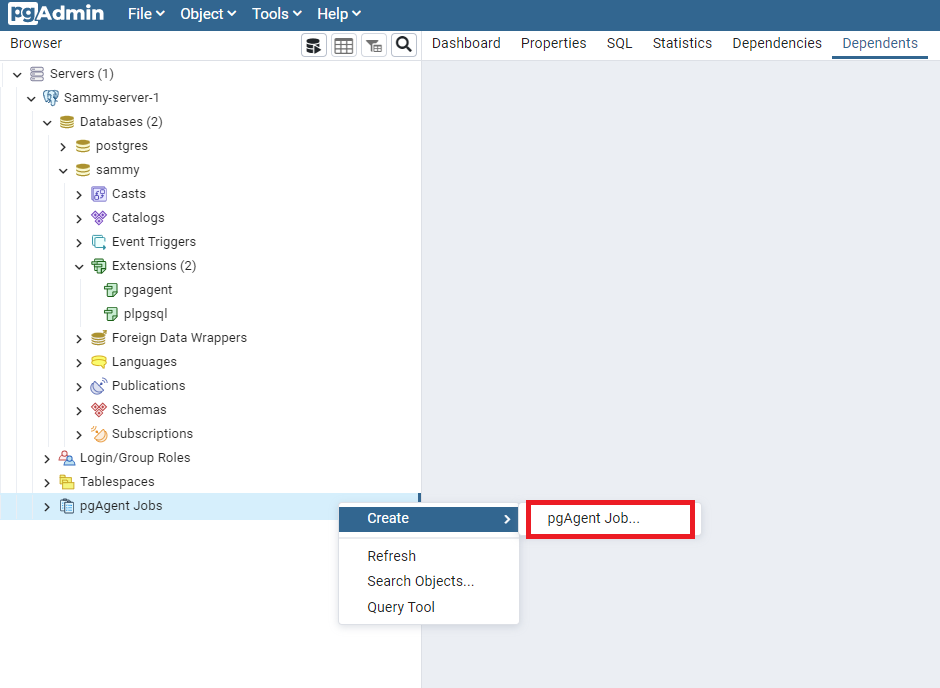 pgAdmin File Object Tools Help
Browser Dashboard Properties SQL Statistics Dependencies Dependents
Servers (1)
Sammy-server-1
Databases (2)
postgres
sammy
Casts
Catalogs
Event Triggers
Extensions (2)
pgagent
plpgsql
Foreign Data Wrappers
Languages
Publications
Schemas
Subscriptions
Login/Group Roles
Tablespaces
pgAgent Jobs
Create pgAgent Job...
Refresh
Search Objects...
Query Tool